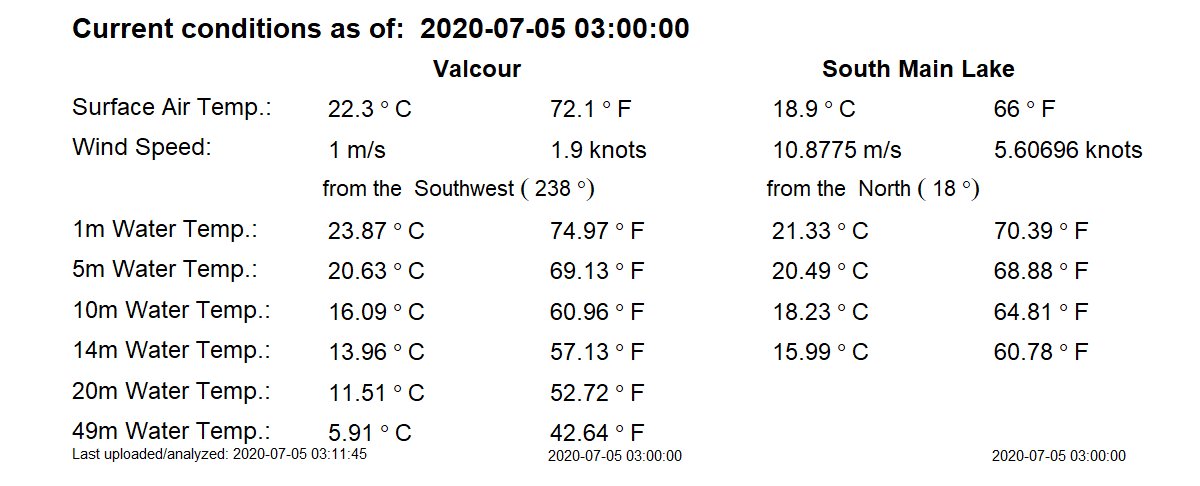 Current conditions as of:  2020-07-05 03:00:00
Valcour South Main Lake
Surface Air Temp.: 22.3 ° C 72.1 ° F 18.9 ° C 66 ° F
Wind Speed: 1 m/s 1.9 knots 10.8775 m/s 5.60696 knots
from the  Southwest ( 238 °) from the  North ( 18 °)
1m Water Temp.: 23.87 ° C 74.97 ° F 21.33 ° C 70.39 ° F
5m Water Temp.: 20.63 ° C 69.13 ° F 20.49 ° C 68.88 ° F
10m Water Temp.: 16.09 ° C 60.96 ° F 18.23 ° C 64.81 ° F
14m Water Temp.: 13.96 ° C 57.13 ° F 15.99 ° C 60.78 ° F
20m Water Temp.: 11.51 ° C 52.72 ° F
49m Water Temp.: 5.91 ° C 42.64 ° F
Last uploaded/analyzed: 2020-07-05 03:11:45 2020-07-05 03:00:00 2020-07-05 03:00:00